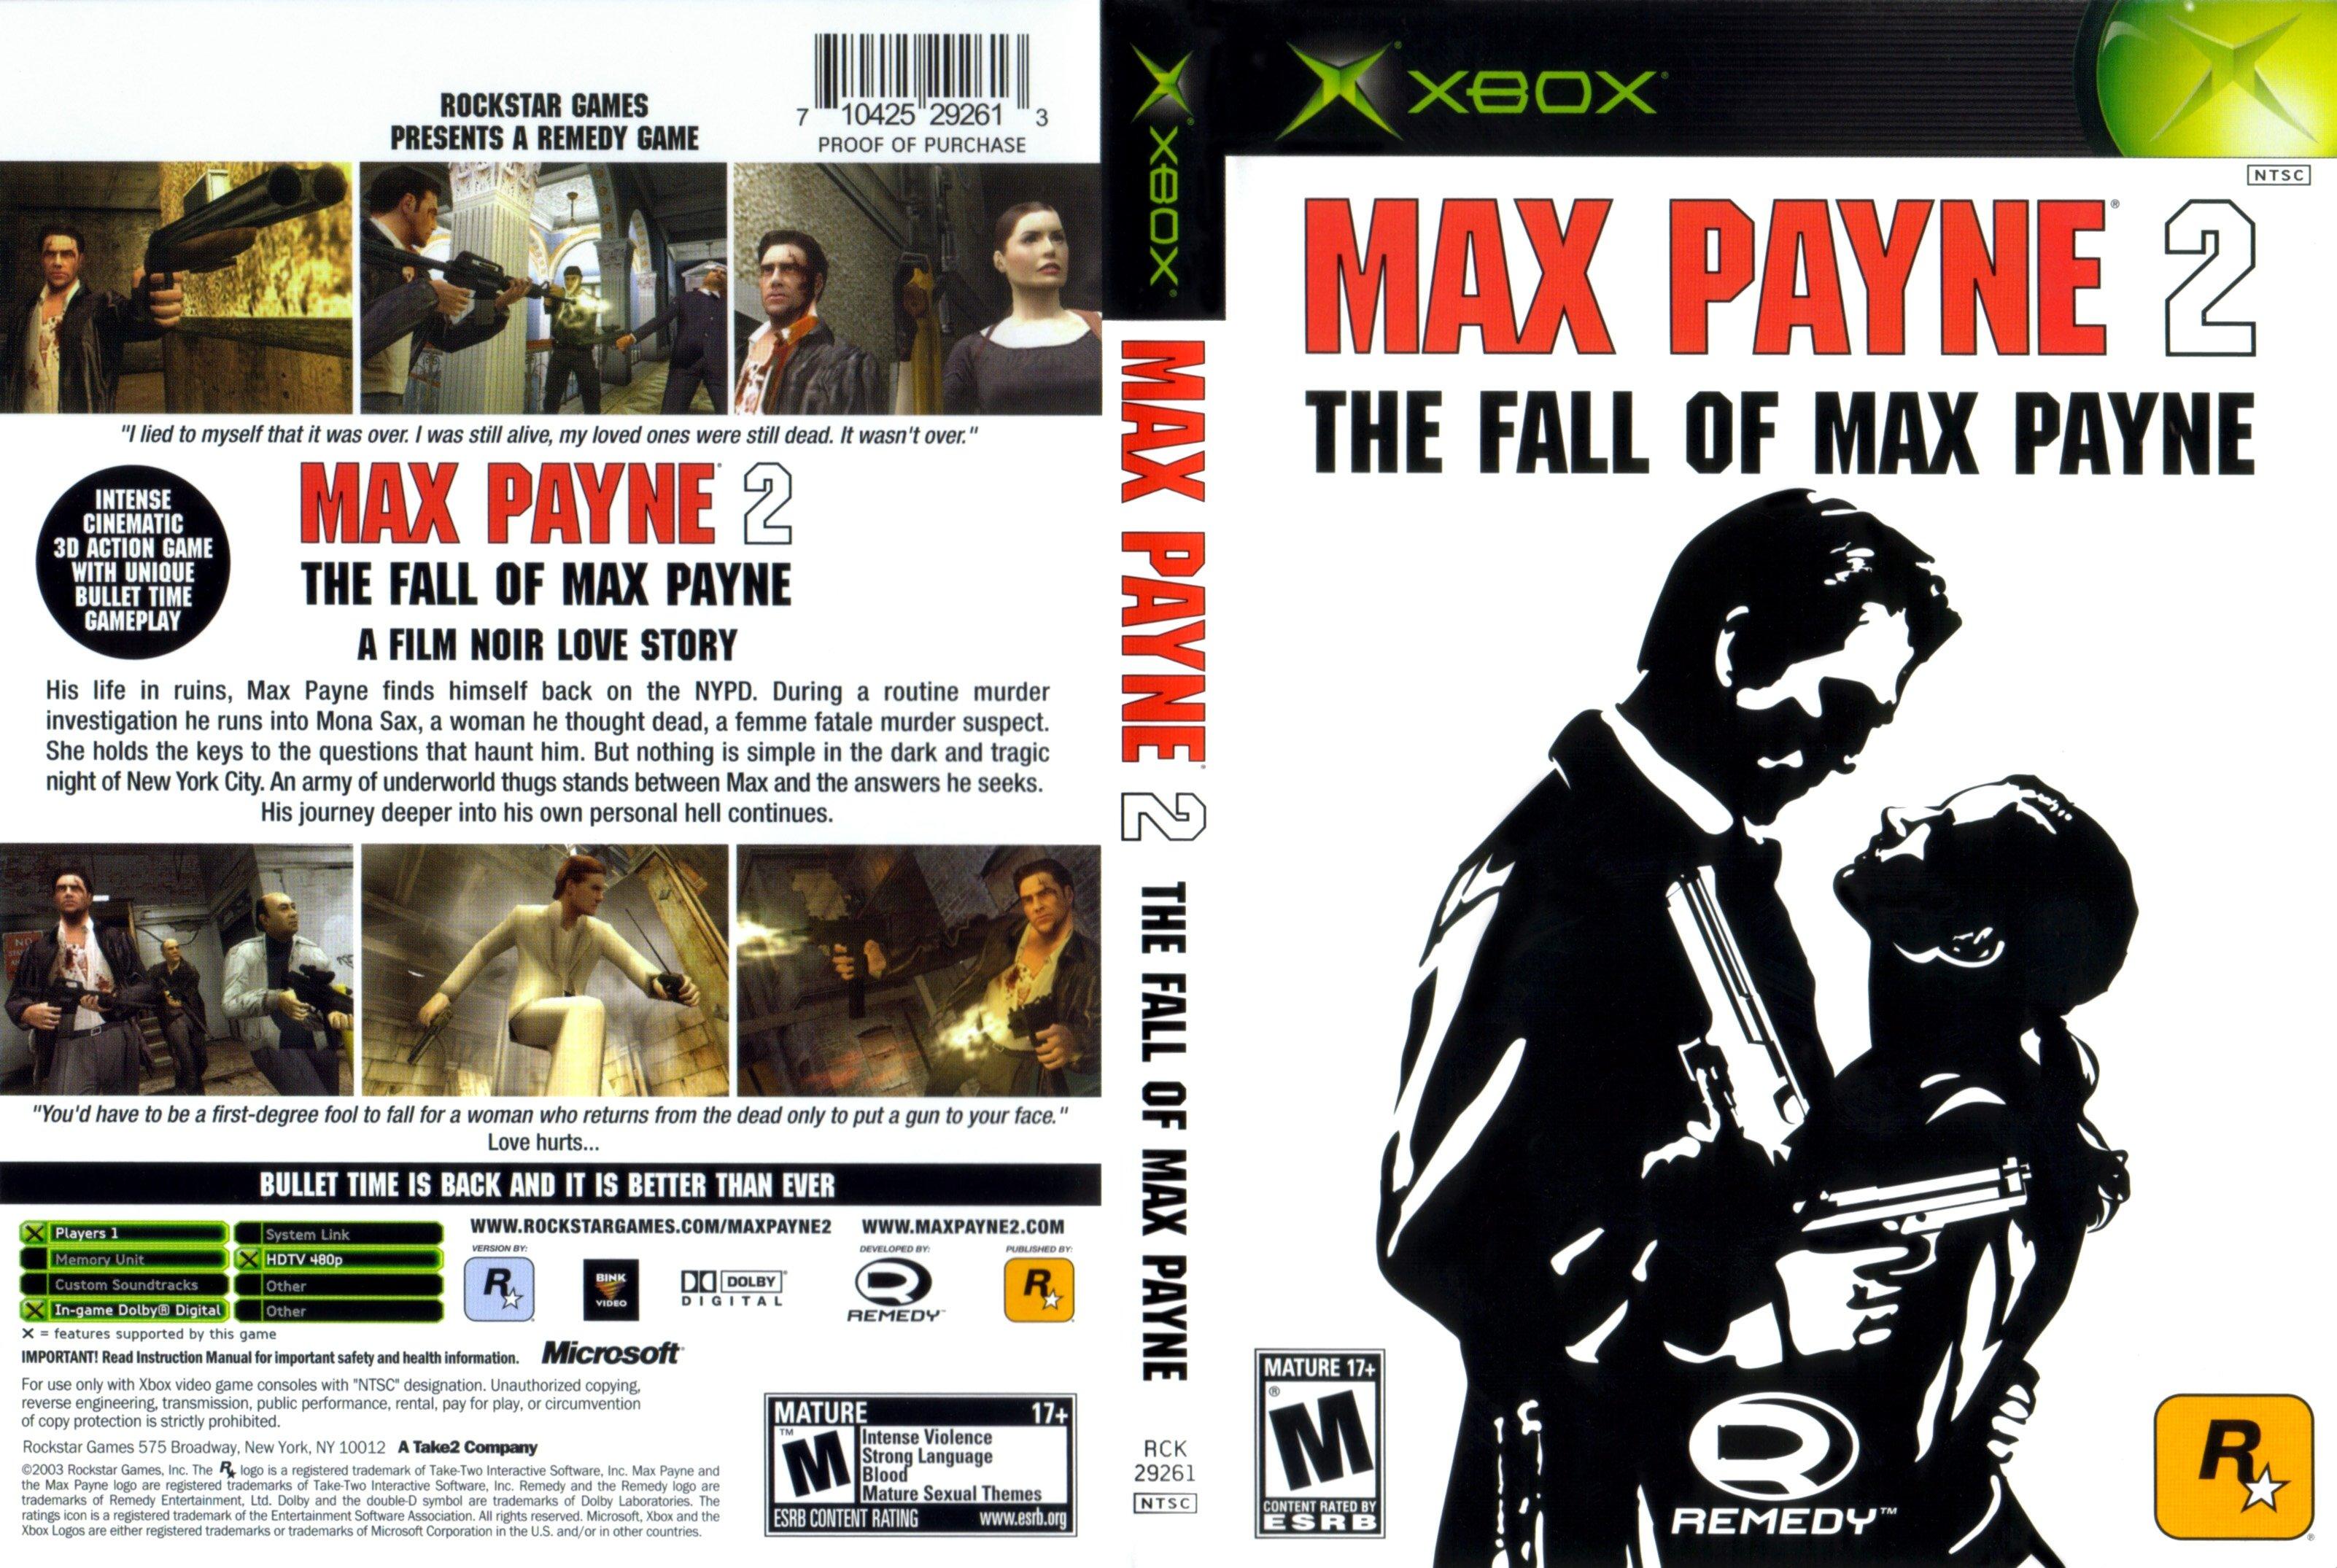 ROCKSTAR GAMES
PRESENTS A REMEDY GAME
7 10425 29261 3
PROOF OF PURCHASE
"I lied to myself that it was over. I was still alive, my loved ones were still dead. It wasn't over."
INTENSE
CINEMATIC
3D ACTION GAME
WITH UNIQUE
BULLET TIME
GAMEPLAY
MAX PAYNE® 2
THE FALL OF MAX PAYNE
A FILM NOIR LOVE STORY
His life in ruins, Max Payne finds himself back on the NYPD. During a routine murder
investigation he runs into Mona Sax, a woman he thought dead, a femme fatale murder suspect.
She holds the keys to the questions that haunt him. But nothing is simple in the dark and tragic
night of New York City. An army of underworld thugs stands between Max and the answers he seeks.
His journey deeper into his own personal hell continues.
NO
"You'd have to be a first-degree fool to fall for a woman who returns from the dead only to put a gun to your face."
Love hurts...
BULLET TIME IS BACK AND IT IS BETTER THAN EVER
Players 1
Memory Unit
Custom Soundtracks
In-game Dolby® Digital
System Link
HDTV 480p
Other
Other
X = features supported by this game
WWW.ROCKSTARGAMES.COM/MAXPAYNE2
WWW.MAXPAYNE2.COM
VERSION BY:
R
BINK
VIDEO
DOLBY®
DIGITAL
DEVELOPED BY:
REMEDY™
PUBLISHED BY:
R
IMPORTANT! Read Instruction Manual for important safety and health information.
Microsoft®
For use only with Xbox video game consoles with "NTSC" designation. Unauthorized copying,
reverse engineering, transmission, public performance, rental, pay for play, or circumvention
of copy protection is strictly prohibited.
Rockstar Games 575 Broadway, New York, NY 10012 A Take2 Company
©2003 Rockstar Games, Inc. The R logo is a registered trademark of Take-Two Interactive Software, Inc. Max Payne and
the Max Payne logo are registered trademarks of Take-Two Interactive Software, Inc. Remedy and the Remedy logo are
trademarks of Remedy Entertainment, Ltd. Dolby and the double-D symbol are trademarks of Dolby Laboratories. The
ratings icon is a registered trademark of the Entertainment Software Association. All rights reserved. Microsoft, Xbox and the
Xbox Logos are either registered trademarks or trademarks of Microsoft Corporation in the U.S. and/or in other countries.
MATURE 17+
M™
Intense Violence
Strong Language
Blood
Mature Sexual Themes
ESRB CONTENT RATING www.esrb.org
XBOX®
MAX PAYNE® 2 THE FALL OF MAX PAYNE
RCK
29261
NTSC
XBOX®
NTSC
MAX PAYNE® 2
THE FALL OF MAX PAYNE
MATURE 17+
M®
CONTENT RATED BY
ESRB
REMEDY™
R